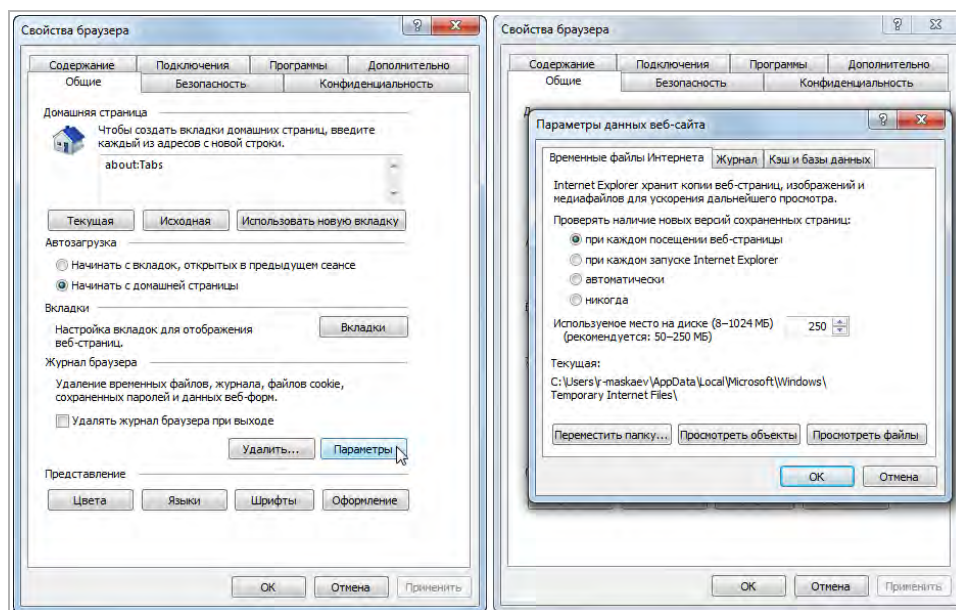 Свойства браузера
Содержание Подключения Программы Дополнительно
Общие Безопасность Конфиденциальность
Домашняя страница
Чтобы создать вкладки домашних страниц, введите
каждый из адресов с новой строки.
about:Tabs
Текущая Исходная Использовать новую вкладку
Автозагрузка
Начинать с вкладок, открытых в предыдущем сеансе
Начинать с домашней страницы
Вкладки
Настройка вкладок для отображения
веб-страниц.
Вкладки
Журнал браузера
Удаление временных файлов, журнала, файлов cookie,
сохраненных паролей и данных веб-форм.
Удалять журнал браузера при выходе
Удалить... Параметры
Представление
Цвета Языки Шрифты Оформление
ОК Отмена Применить
Свойства браузера
Содержание Подключения Программы Дополнительно
Общие Безопасность Конфиденциальность
Параметры данных веб-сайта
Временные файлы Интернета Журнал Кэш и базы данных
Internet Explorer хранит копии веб-страниц, изображений и
медиафайлов для ускорения дальнейшего просмотра.
Проверять наличие новых версий сохраненных страниц:
при каждом посещении веб-страницы
при каждом запуске Internet Explorer
автоматически
никогда
Используемое место на диске (8–1024 МБ) 250
(рекомендуется: 50–250 МБ)
Текущая:
C:\Users\r-maskaev\AppData\Local\Microsoft\Windows\
Temporary Internet Files\
Переместить папку... Просмотреть объекты Просмотреть файлы
ОК Отмена
ОК Отмена Применить